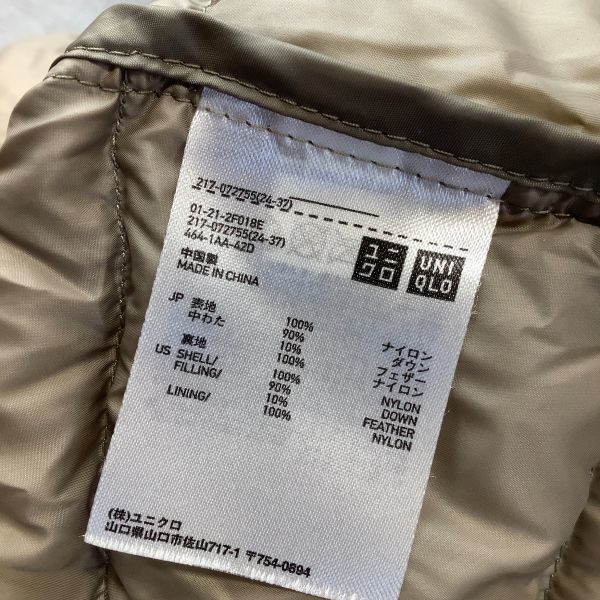 217-072755(24-37)
01-21-2F018E
217-072755(24-37)
464-1AA-42D
ユニ
クロ
UNI
QLO
中国製
MADE IN CHINA
JP 表地 100% ナイロン
中わた 90% ダウン
10% フェザー
裏地 100% ナイロン
US SHELL/ 100% NYLON
FILLING/ 90% DOWN
10% FEATHER
LINING/ 100% NYLON
(株)ユニクロ
山口県山口市佐山717-1 〒754-0894